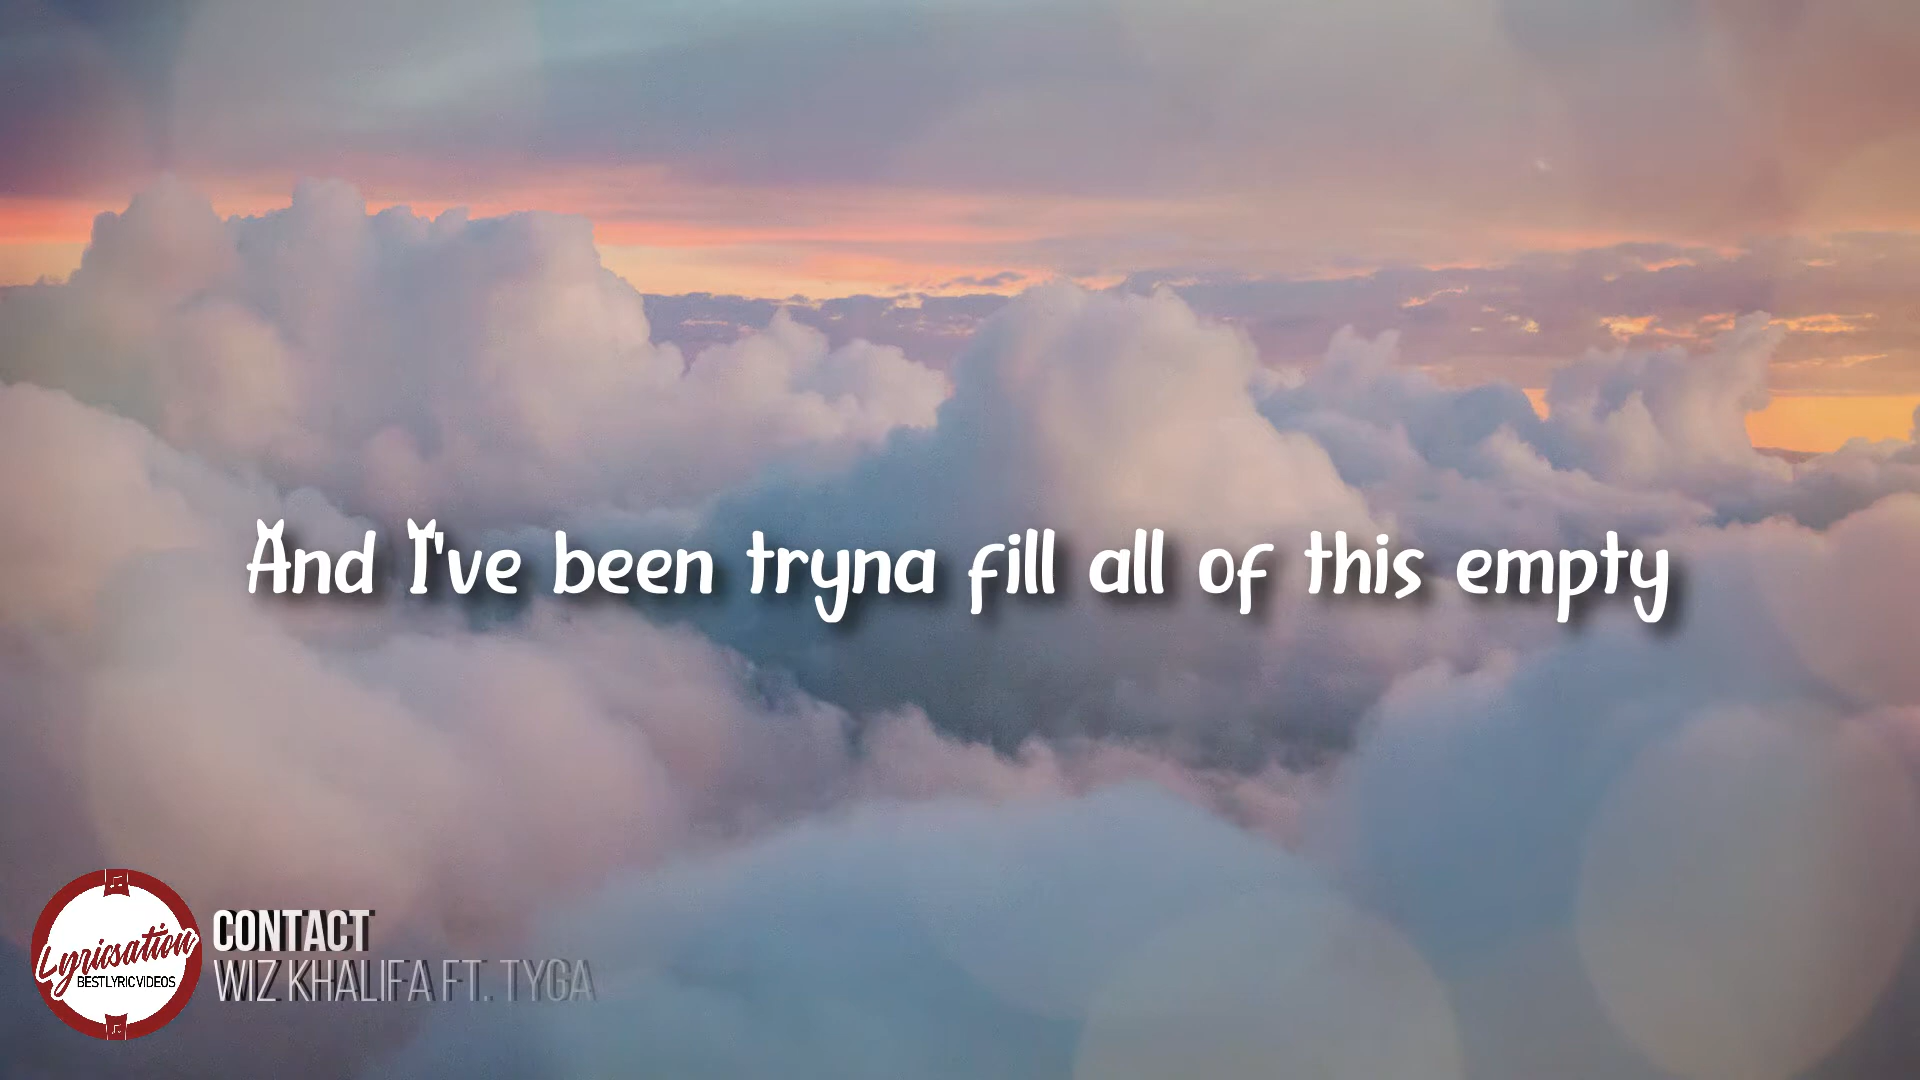 And I've been tryna fill all of this empty
Lyricsation
BESTLYRICVIDEOS
CONTACT
WIZ KHALIFA FT. TYGA